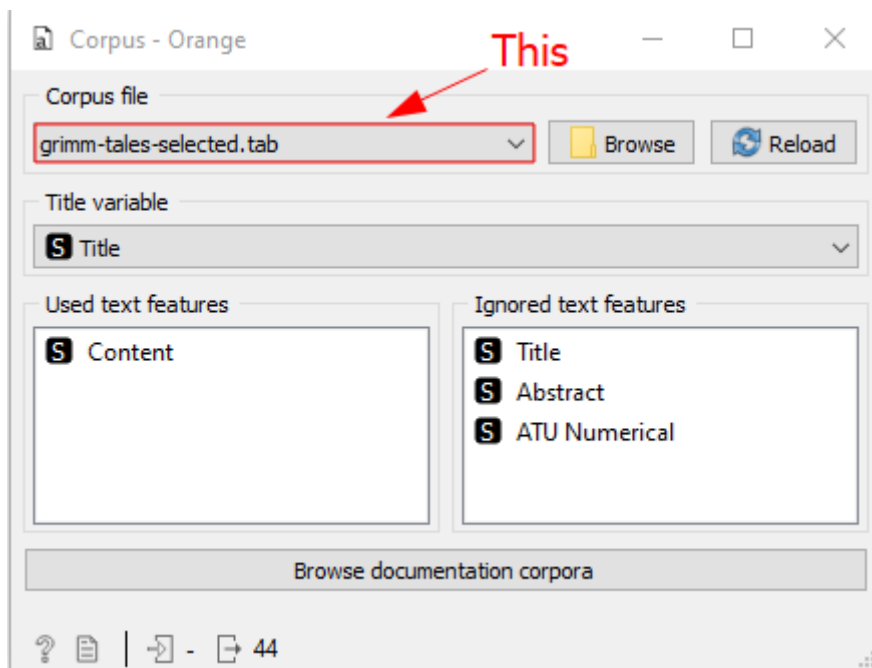 Corpus - Orange
This
Corpus file
grimm-tales-selected.tab
Browse
Reload
Title variable
S Title
Used text features
Ignored text features
S Content
S Title
S Abstract
S ATU Numerical
Browse documentation corpora
? - 44